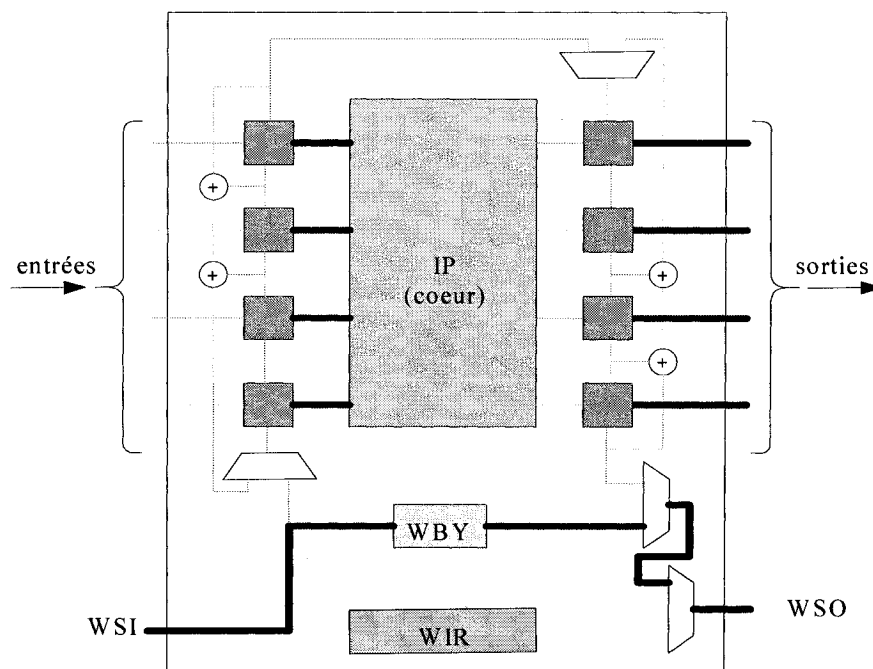 entrées
IP
(coeur)
sorties
+
+
+
+
WBY
WSI
WIR
WSO